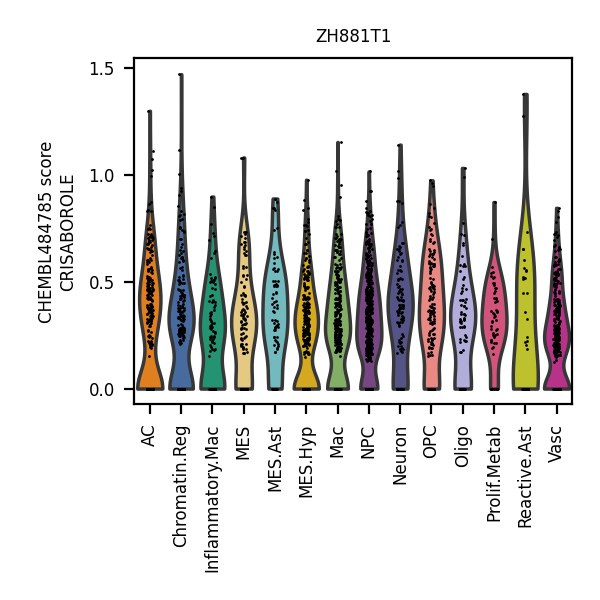 ZH881T1
CHEMBL484785 score
CRISABOROLE
1.5
1.0
0.5
0.0
AC
Chromatin.Reg
Inflammatory.Mac
MES
MES.Ast
MES.Hyp
Mac
NPC
Neuron
OPC
Oligo
Prolif.Metab
Reactive.Ast
Vasc